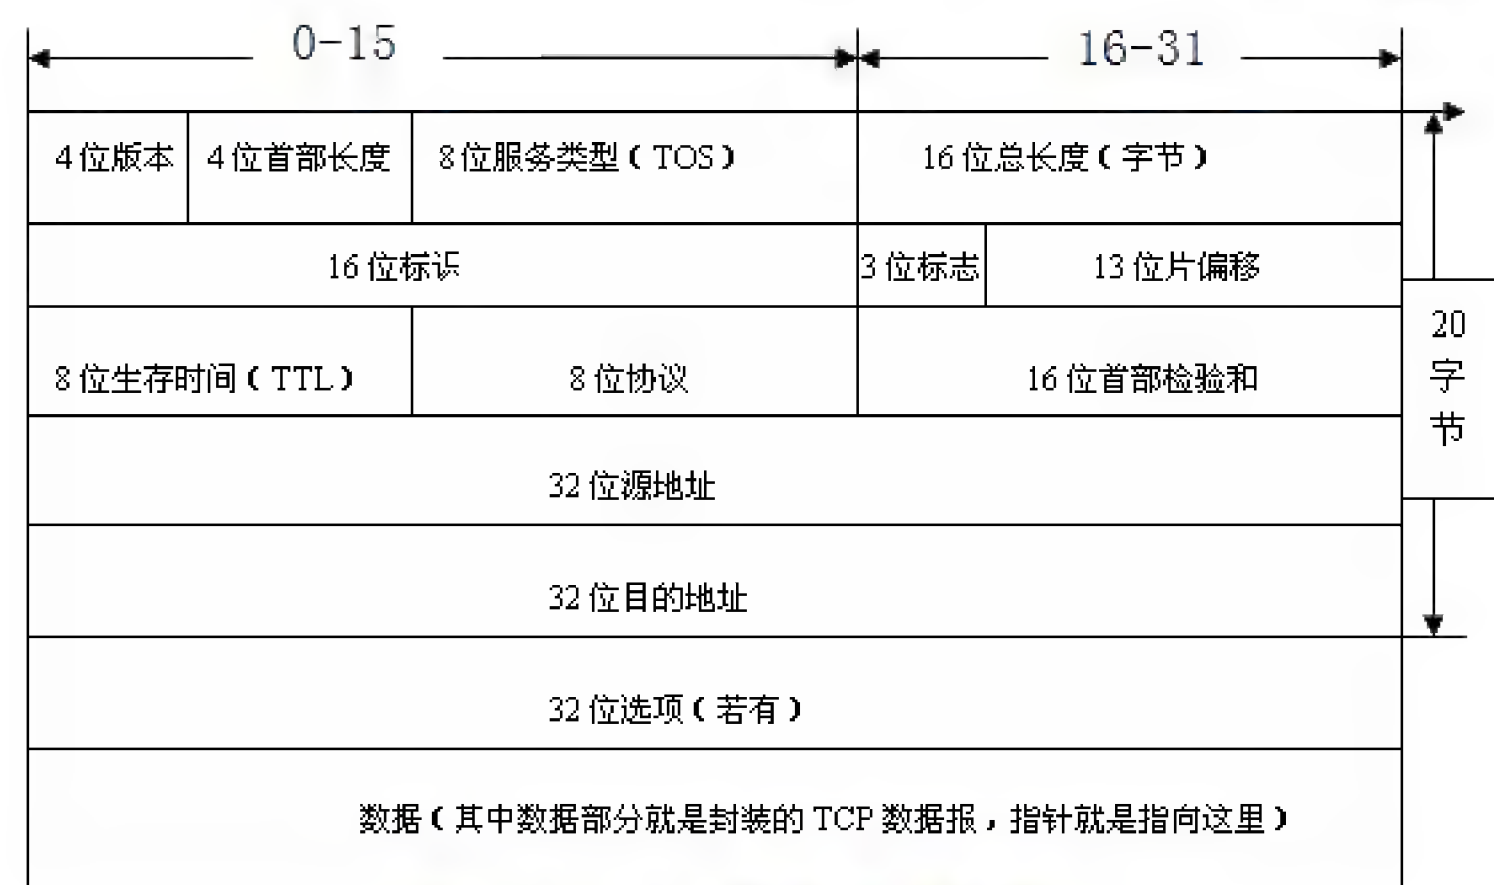 0-15 16-31
4位版本 4位首部长度 8位服务类型(TOS) 16位总长度(字节)
16位标识 3位标志 13位片偏移
8位生存时间(TTL) 8位协议 16位首部检验和
20
字
节
32位源地址
32位目的地址
32位选项(若有)
数据(其中数据部分就是封装的TCP数据报,指针就是指向这里)